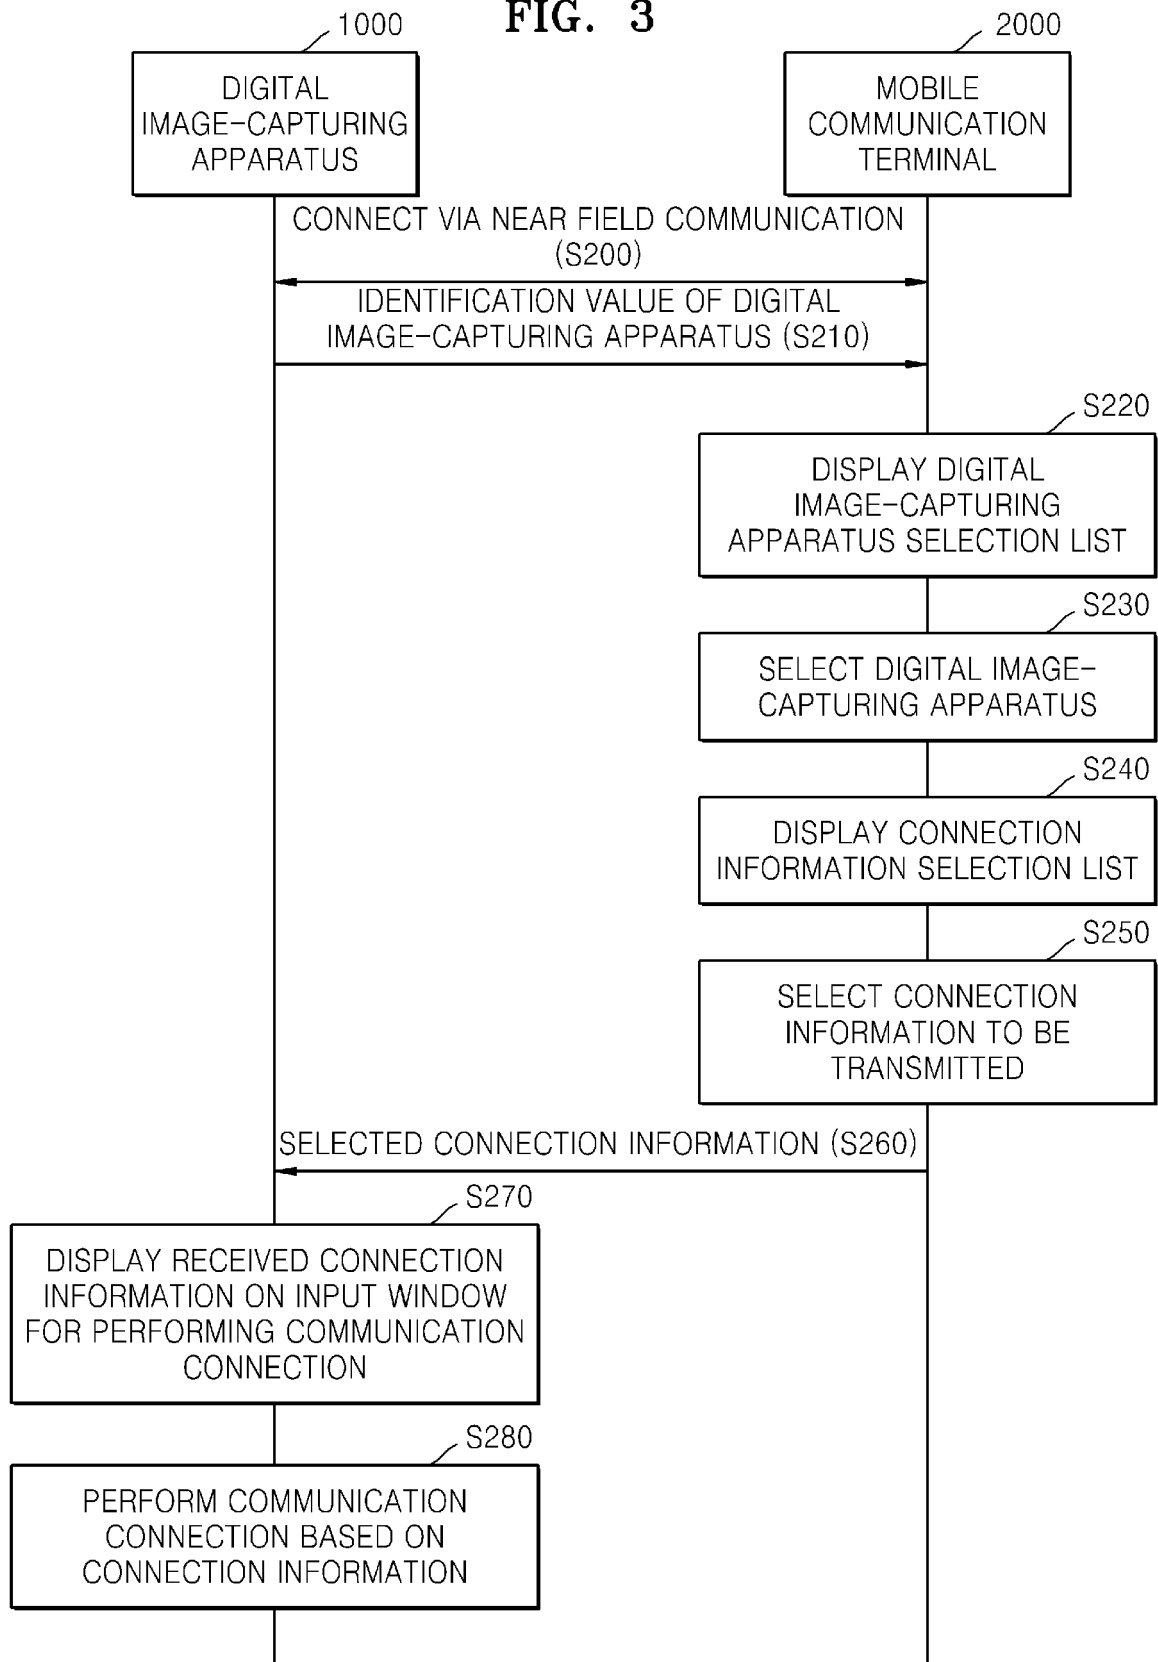 FIG. 3
1000
2000
DIGITAL
IMAGE-CAPTURING
APPARATUS
MOBILE
COMMUNICATION
TERMINAL
CONNECT VIA NEAR FIELD COMMUNICATION
(S200)
IDENTIFICATION VALUE OF DIGITAL
IMAGE-CAPTURING APPARATUS (S210)
S220
DISPLAY DIGITAL
IMAGE-CAPTURING
APPARATUS SELECTION LIST
S230
SELECT DIGITAL IMAGE-
CAPTURING APPARATUS
S240
DISPLAY CONNECTION
INFORMATION SELECTION LIST
S250
SELECT CONNECTION
INFORMATION TO BE
TRANSMITTED
SELECTED CONNECTION INFORMATION (S260)
S270
DISPLAY RECEIVED CONNECTION
INFORMATION ON INPUT WINDOW
FOR PERFORMING COMMUNICATION
CONNECTION
S280
PERFORM COMMUNICATION
CONNECTION BASED ON
CONNECTION INFORMATION